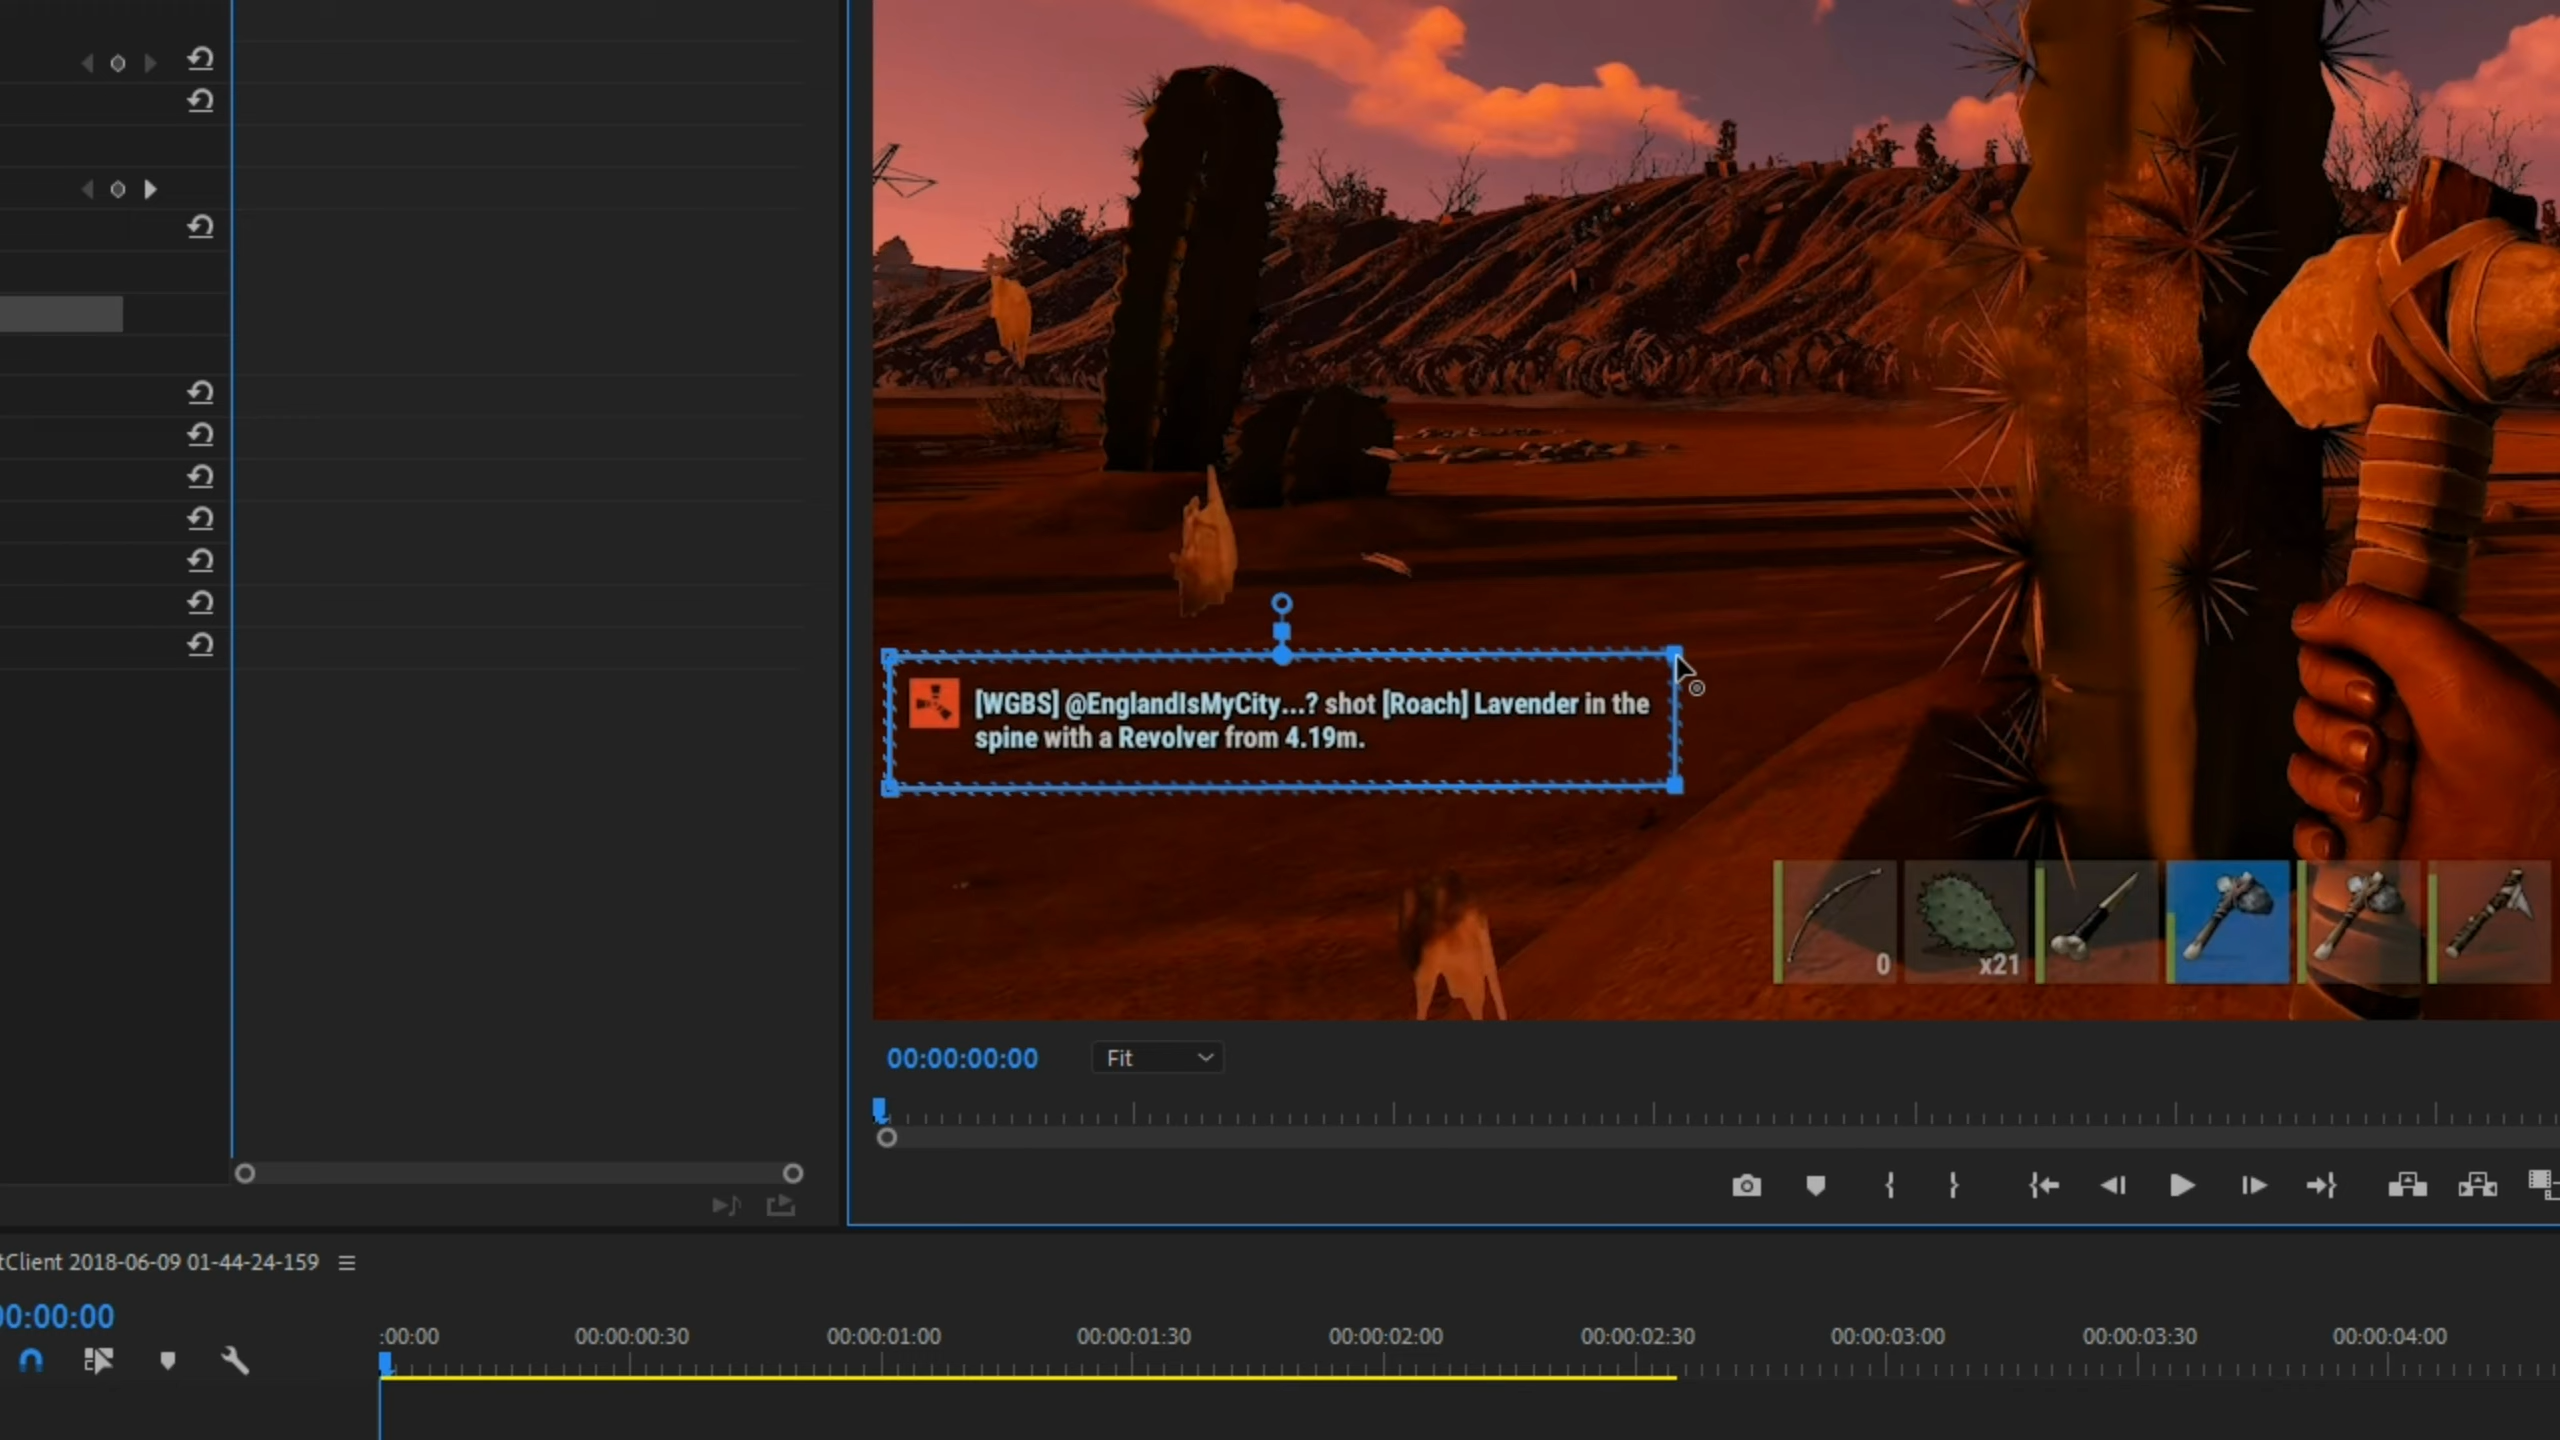 [WGBS] @EnglandIsMyCity...? shot [Roach] Lavender in the
spine with a Revolver from 4.19m.
0
x21
00:00:00:00
Fit
tClient 2018-06-09 01-44-24-159
00:00:00
:00:00
00:00:00:30
00:00:01:00
00:00:01:30
00:00:02:00
00:00:02:30
00:00:03:00
00:00:03:30
00:00:04:00